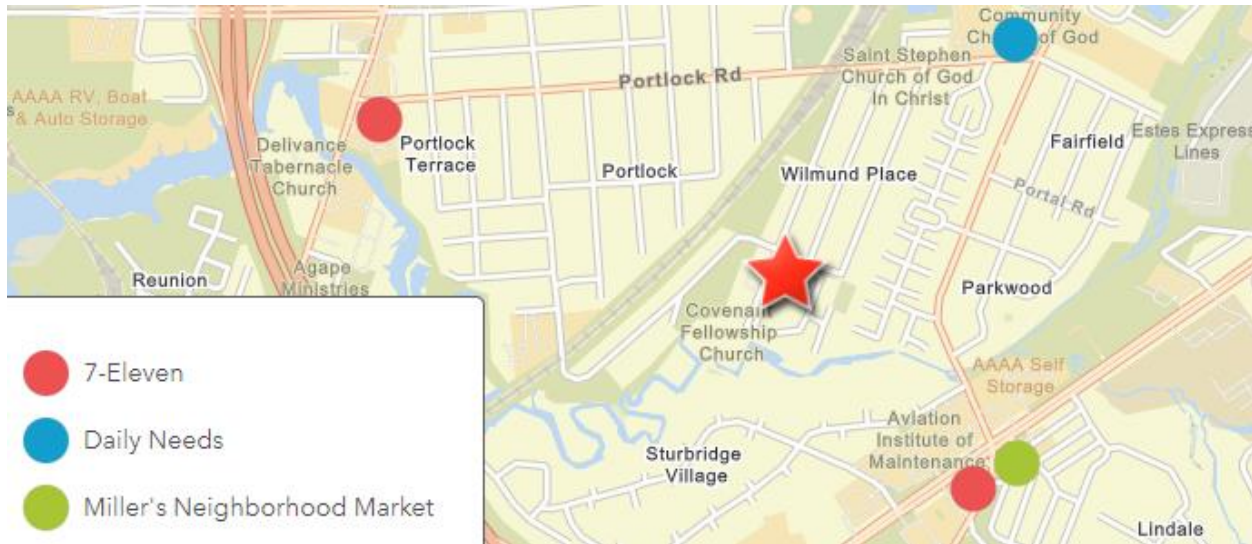 Community
Church of God
Saint Stephen
Church of God
In Christ
Portlock Rd
AAAA RV, Boat
& Auto Storage
Portlock
Terrace
Delivance
Tabernacle
Church
Portlock
Wilmund Place
Fairfield
Estes Express
Lines
Portal Rd
Reunion
Agape
Ministries
Parkwood
Covenant
Fellowship
Church
AAAA Self
Storage
Aviation
Institute of
Maintenance
Sturbridge
Village
Lindale
7-Eleven
Daily Needs
Miller's Neighborhood Market